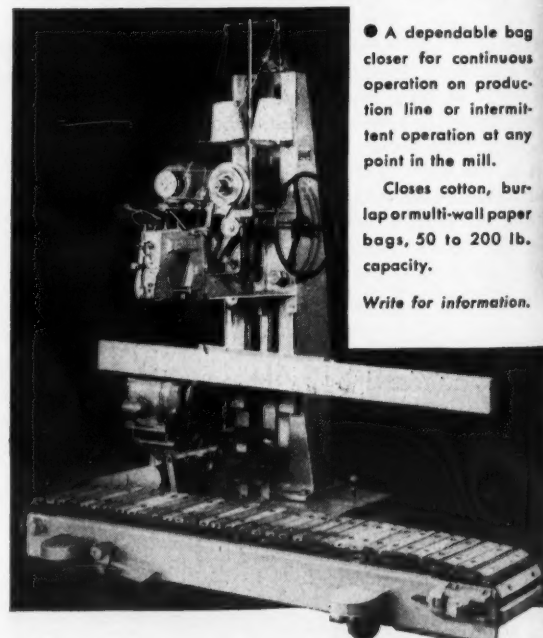 ● A dependable bag
closer for continuous
operation on produc-
tion line or intermit-
tent operation at any
point in the mill.
Closes cotton, bur-
lap or multi-wall paper
bags, 50 to 200 lb.
capacity.
Write for information.